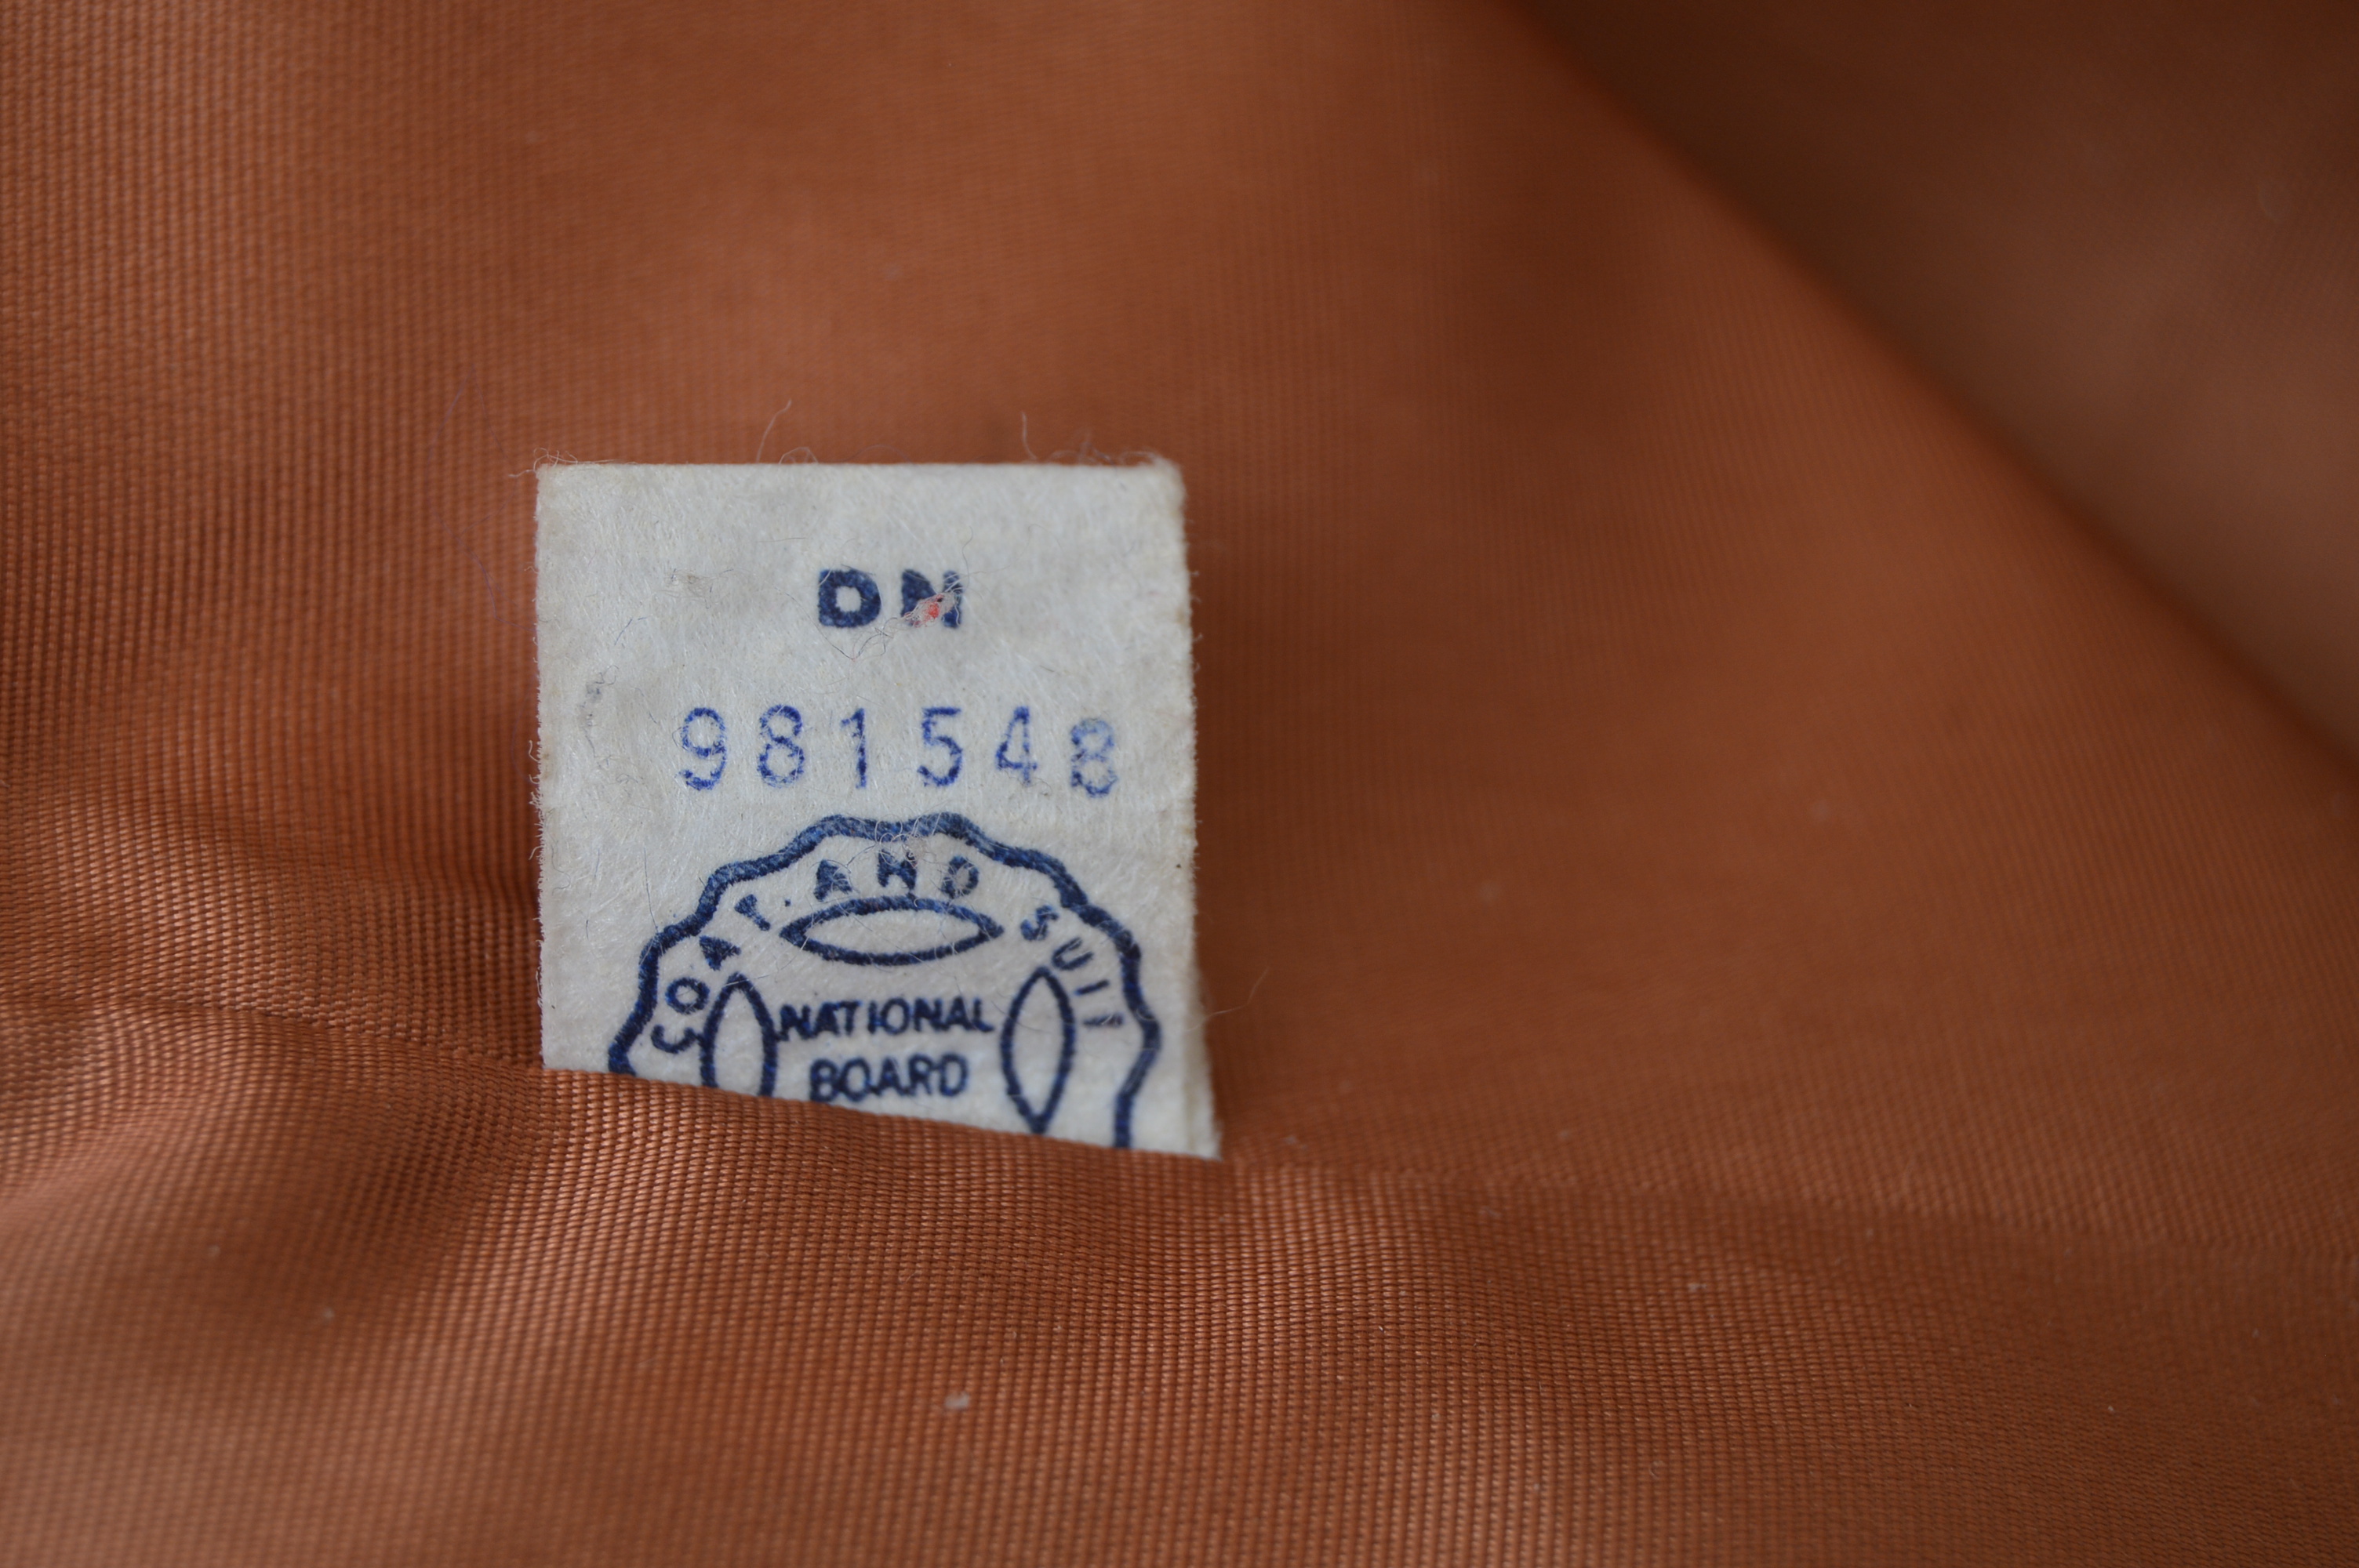 DN
981548
COAT AND SUIT
NATIONAL
BOARD